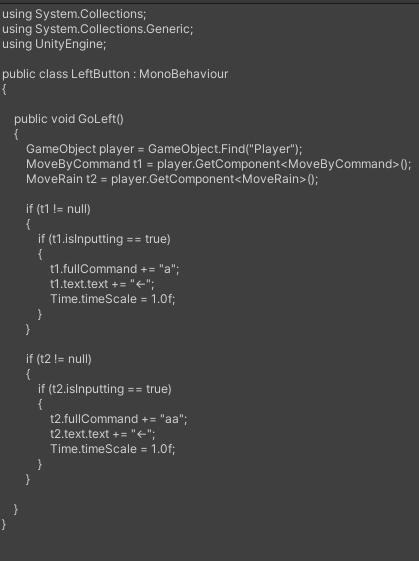 using System.Collections;
using System.Collections.Generic;
using UnityEngine;
public class LeftButton : MonoBehaviour
{
public void GoLeft()
{
GameObject player = GameObject.Find("Player");
MoveByCommand t1 = player.GetComponent<MoveByCommand>();
MoveRain t2 = player.GetComponent<MoveRain>();
if (t1 != null)
{
if (t1.isInputting == true)
{
t1.fullCommand += "a";
t1.text.text += "←";
Time.timeScale = 1.0f;
}
}
if (t2 != null)
{
if (t2.isInputting == true)
{
t2.fullCommand += "aa";
t2.text.text += "←";
Time.timeScale = 1.0f;
}
}
}
}